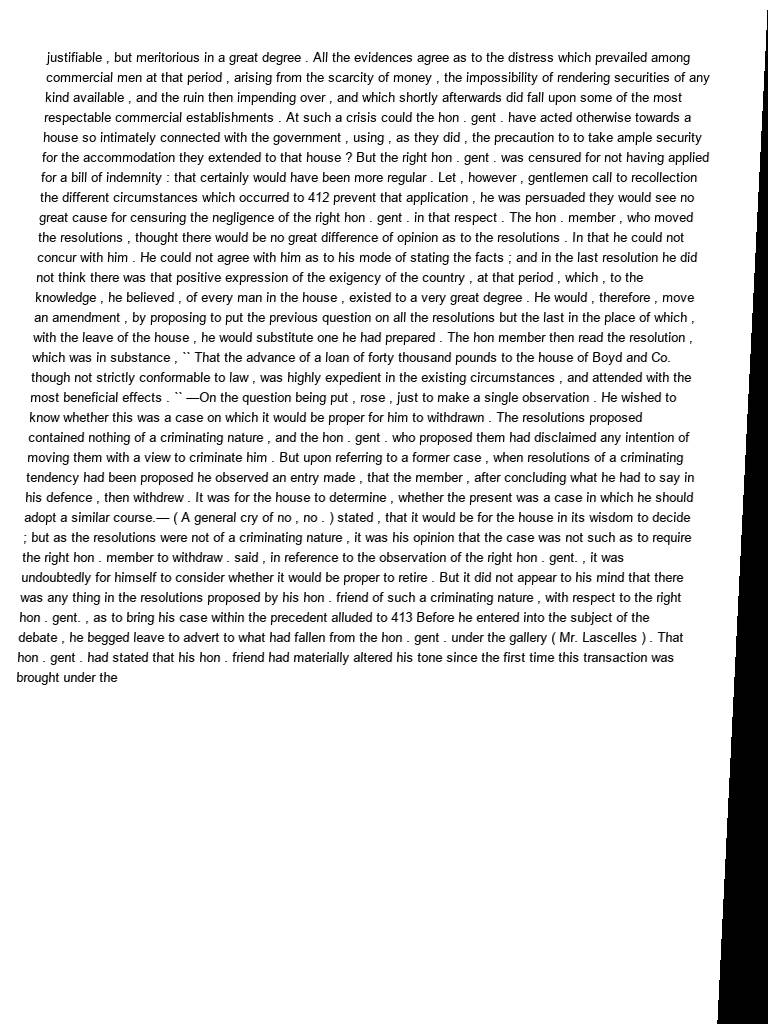 justifiable , but meritorious in a great degree . All the evidences agree as to the distress which prevailed among
commercial men at that period , arising from the scarcity of money , the impossibility of rendering securities of any
kind available , and the ruin then impending over , and which shortly afterwards did fall upon some of the most
respectable commercial establishments . At such a crisis could the hon . gent . have acted otherwise towards a
house so intimately connected with the government , using , as they did , the precaution to to take ample security
for the accommodation they extended to that house ? But the right hon . gent . was censured for not having applied
for a bill of indemnity : that certainly would have been more regular . Let , however , gentlemen call to recollection
the different circumstances which occurred to 412 prevent that application , he was persuaded they would see no
great cause for censuring the negligence of the right hon . gent . in that respect . The hon . member , who moved
the resolutions , thought there would be no great difference of opinion as to the resolutions . In that he could not
concur with him . He could not agree with him as to his mode of stating the facts ; and in the last resolution he did
not think there was that positive expression of the exigency of the country , at that period , which , to the
knowledge , he believed , of every man in the house , existed to a very great degree . He would , therefore , move
an amendment , by proposing to put the previous question on all the resolutions but the last in the place of which ,
with the leave of the house , he would substitute one he had prepared . The hon member then read the resolution ,
which was in substance , `` That the advance of a loan of forty thousand pounds to the house of Boyd and Co.
though not strictly conformable to law , was highly expedient in the existing circumstances , and attended with the
most beneficial effects . `` —On the question being put , rose , just to make a single observation . He wished to
know whether this was a case on which it would be proper for him to withdrawn . The resolutions proposed
contained nothing of a criminating nature , and the hon . gent . who proposed them had disclaimed any intention of
moving them with a view to criminate him . But upon referring to a former case , when resolutions of a criminating
tendency had been proposed he observed an entry made , that the member , after concluding what he had to say in
his defence , then withdrew . It was for the house to determine , whether the present was a case in which he should
adopt a similar course.— ( A general cry of no , no . ) stated , that it would be for the house in its wisdom to decide
; but as the resolutions were not of a criminating nature , it was his opinion that the case was not such as to require
the right hon . member to withdraw . said , in reference to the observation of the right hon . gent. , it was
undoubtedly for himself to consider whether it would be proper to retire . But it did not appear to his mind that there
was any thing in the resolutions proposed by his hon . friend of such a criminating nature , with respect to the right
hon . gent. , as to bring his case within the precedent alluded to 413 Before he entered into the subject of the
debate , he begged leave to advert to what had fallen from the hon . gent . under the gallery ( Mr. Lascelles ) . That
hon . gent . had stated that his hon . friend had materially altered his tone since the first time this transaction was
brought under the